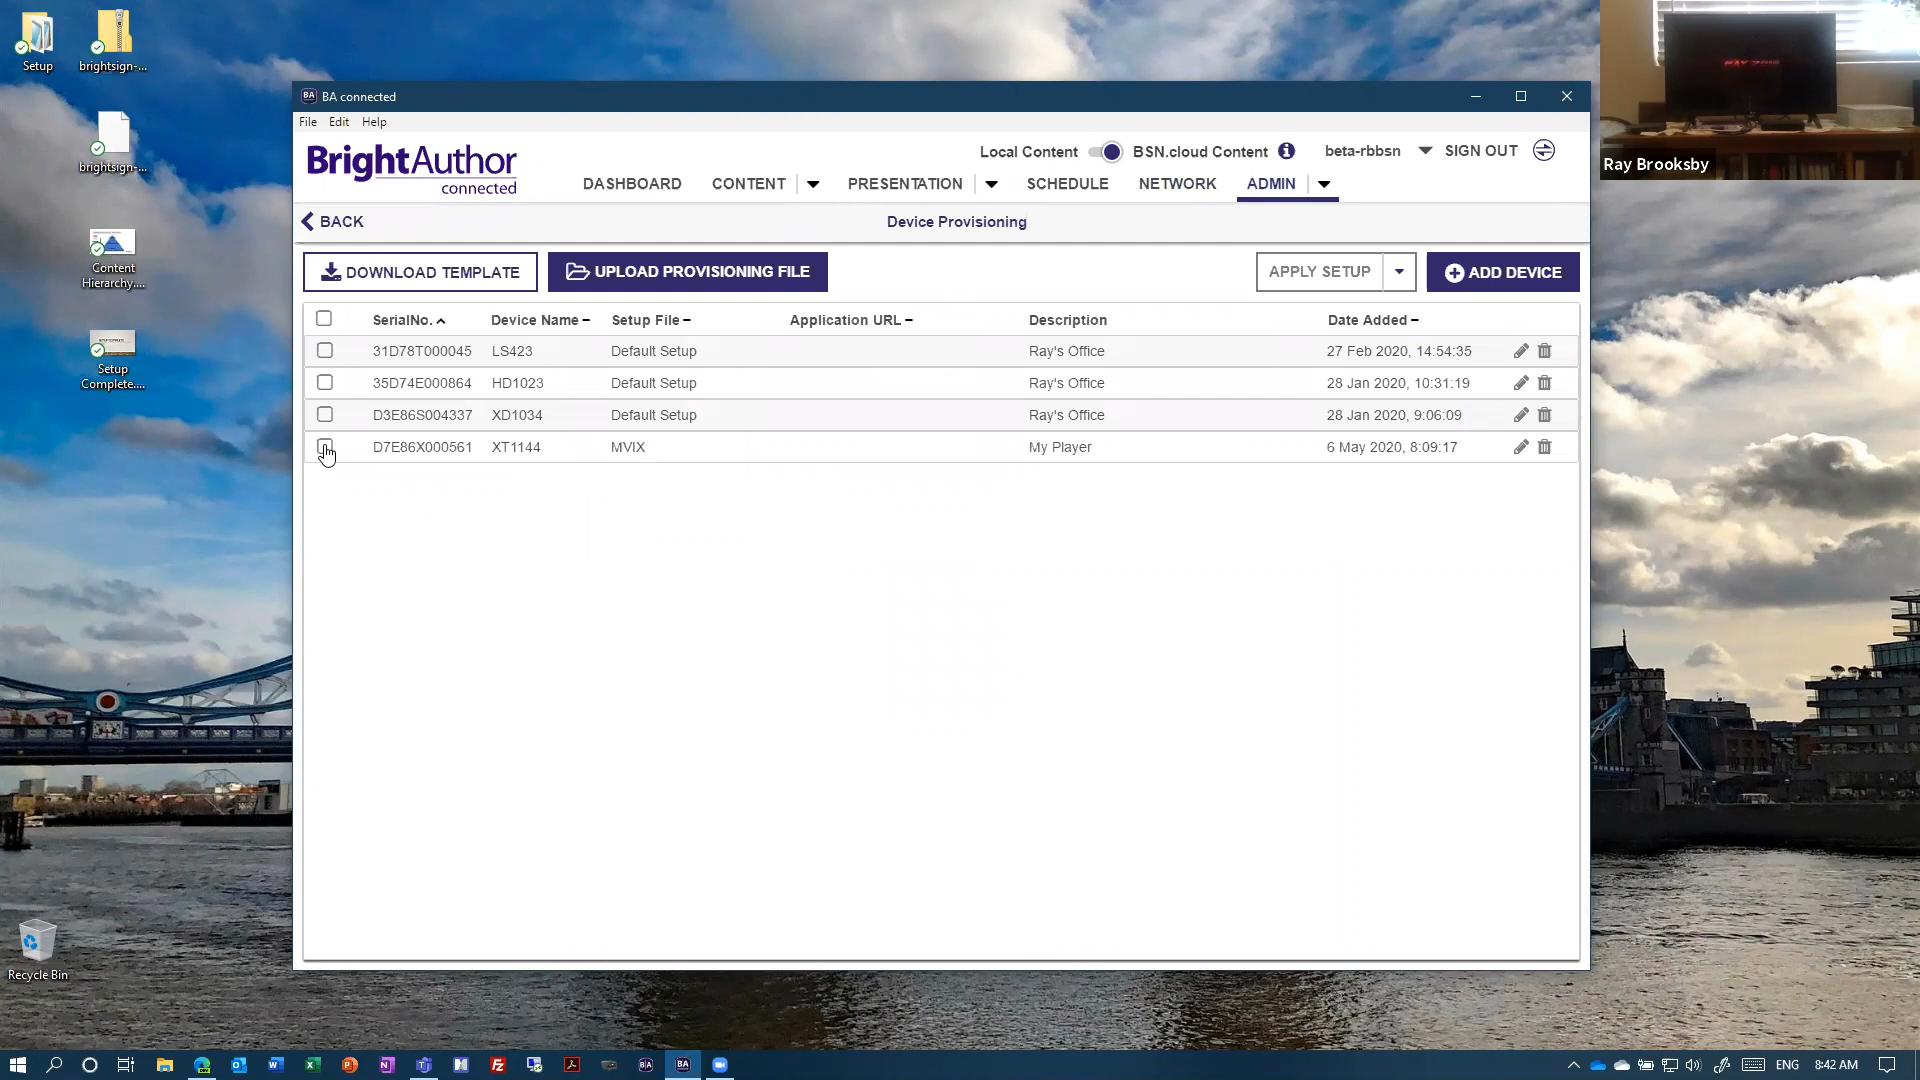 Setup
brightsign-...
brightsign-...
Content
Hierarchy....
Setup
Complete....
Recycle Bin
BA connected
File Edit Help
BrightAuthor
connected
Local Content BSN.cloud Content beta-rbbsn SIGN OUT
DASHBOARD CONTENT PRESENTATION SCHEDULE NETWORK ADMIN
BACK Device Provisioning
DOWNLOAD TEMPLATE UPLOAD PROVISIONING FILE APPLY SETUP ADD DEVICE
SerialNo. Device Name Setup File Application URL Description Date Added
31D78T000045 LS423 Default Setup Ray's Office 27 Feb 2020, 14:54:35
35D74E000864 HD1023 Default Setup Ray's Office 28 Jan 2020, 10:31:19
D3E86S004337 XD1034 Default Setup Ray's Office 28 Jan 2020, 9:06:09
D7E86X000561 XT1144 MVIX My Player 6 May 2020, 8:09:17
Ray Brooksby
ENG 8:42 AM